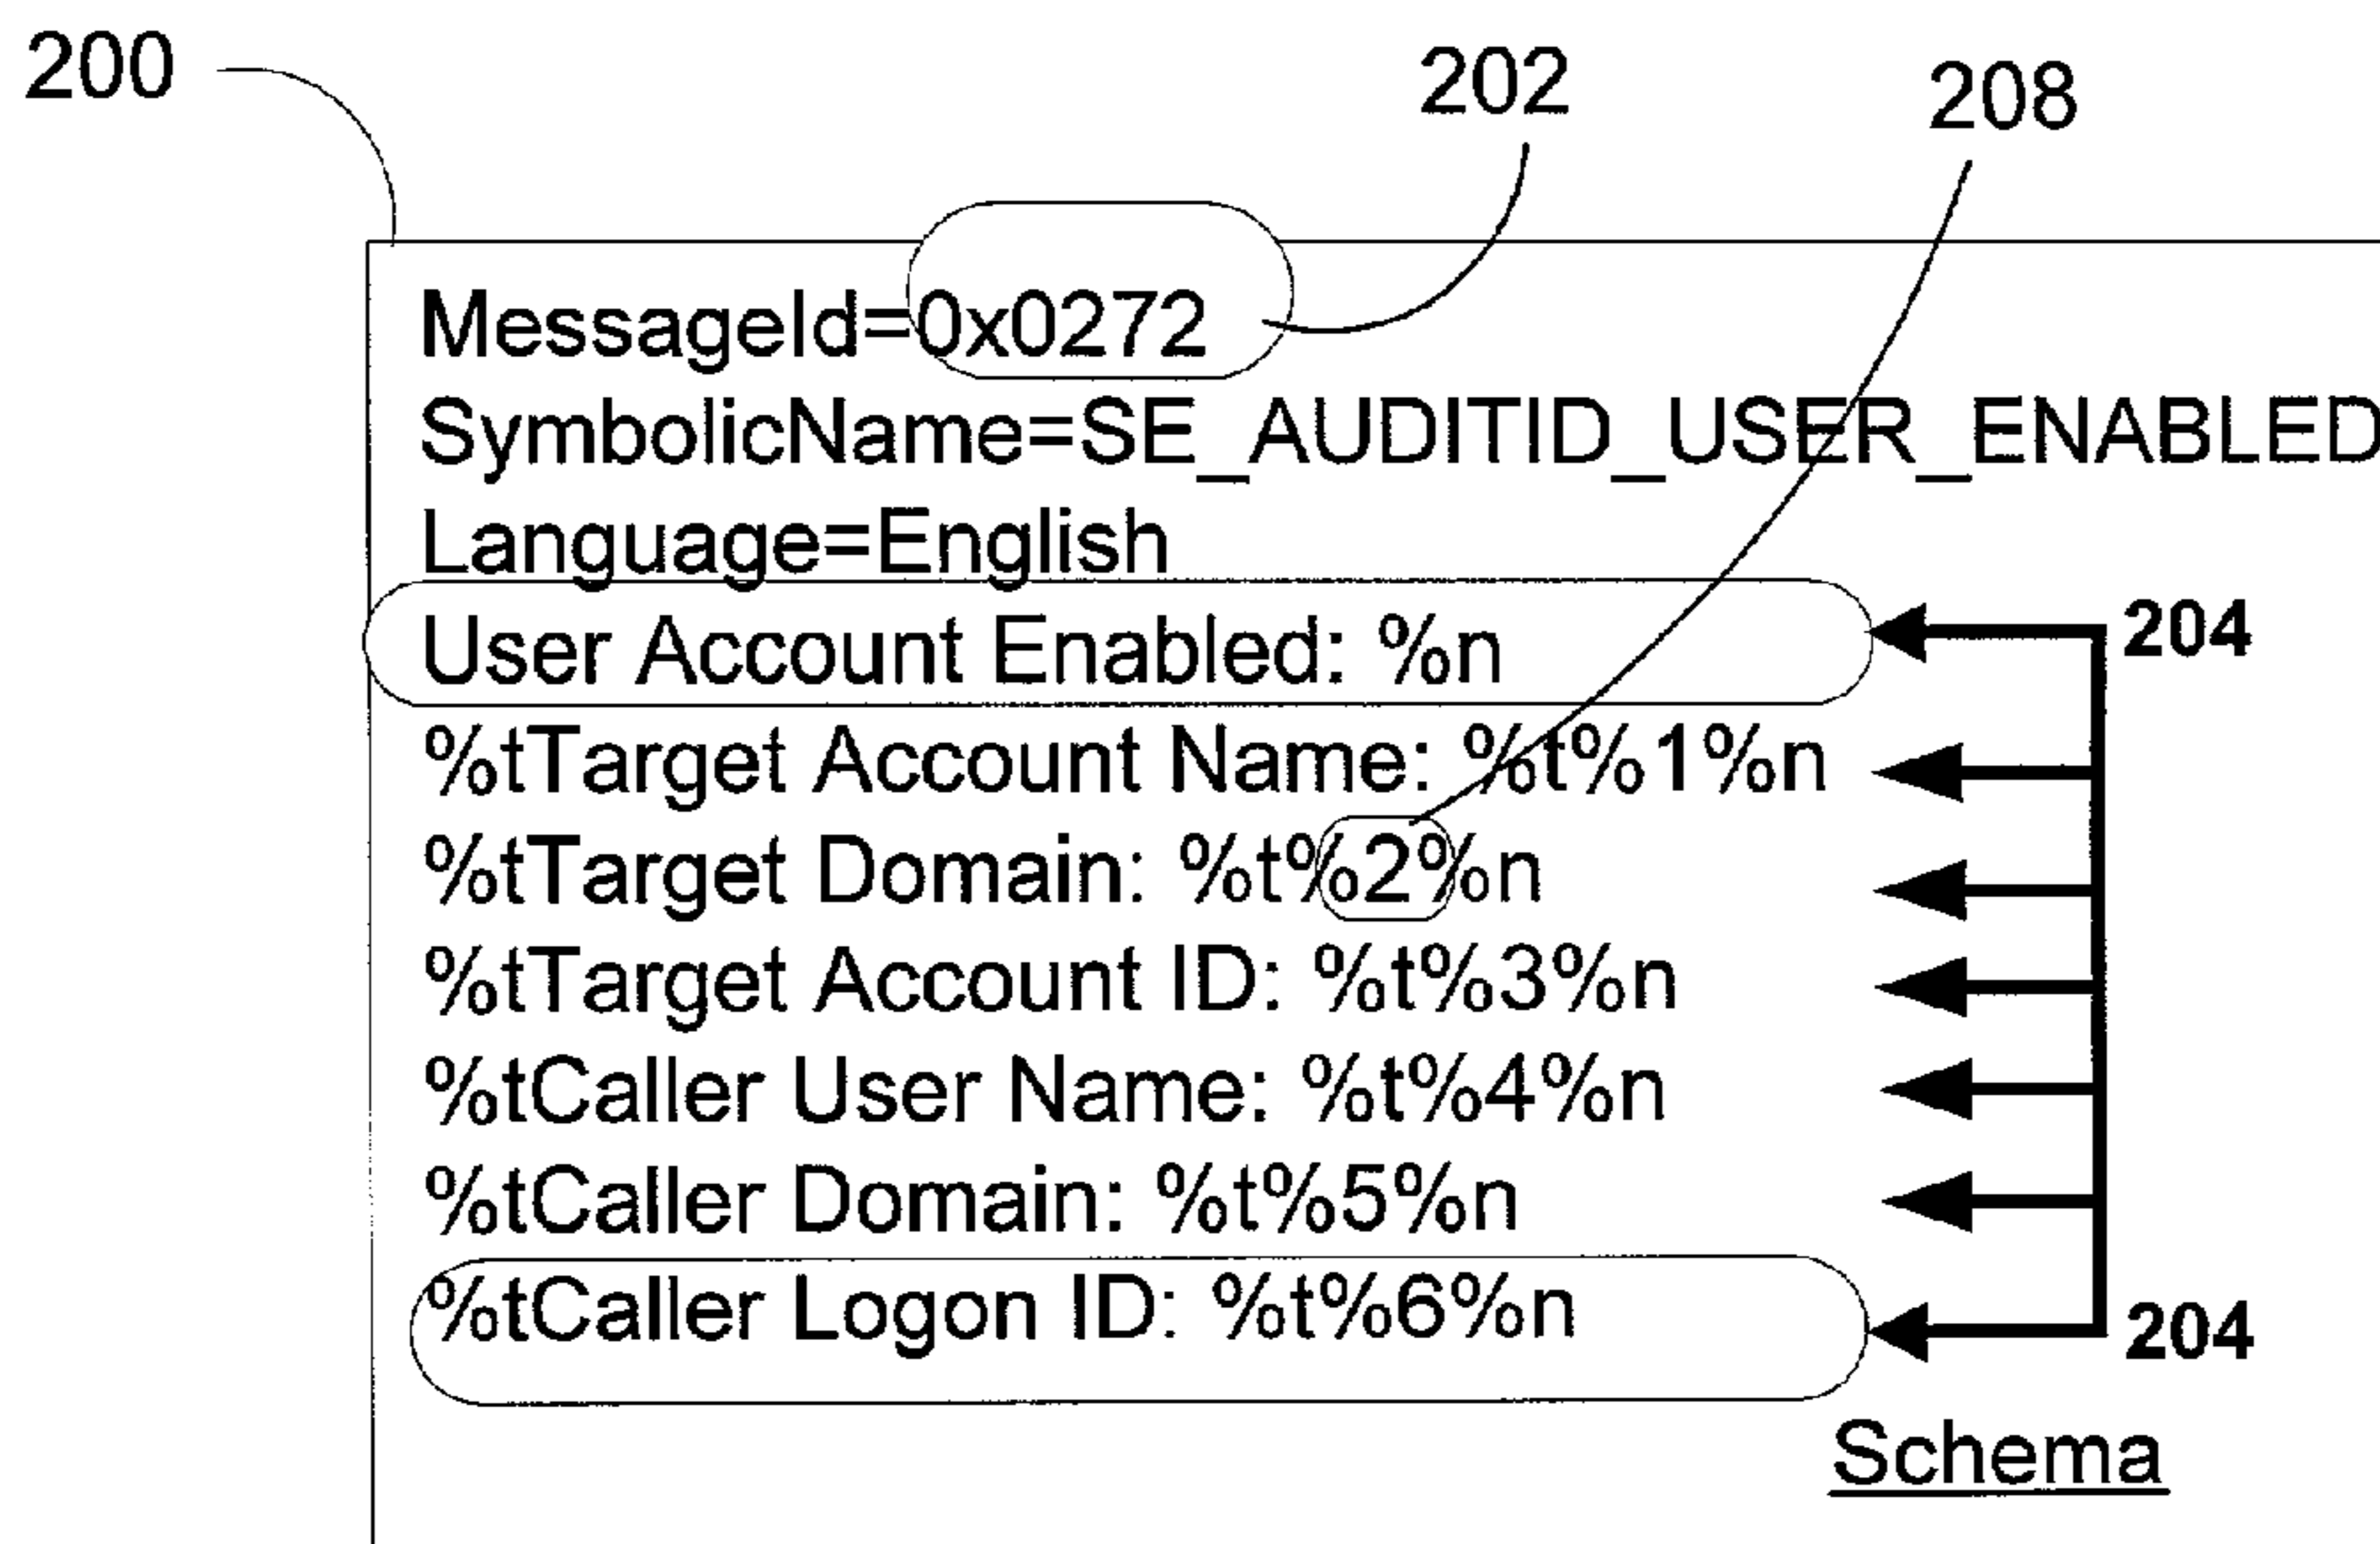 200
202
208
MessageId=0x0272
SymbolicName=SE_AUDITID_USER_ENABLED
Language=English
User Account Enabled: %n
204
%tTarget Account Name: %t%1%n
%tTarget Domain: %t%2%n
%tTarget Account ID: %t%3%n
%tCaller User Name: %t%4%n
%tCaller Domain: %t%5%n
%tCaller Logon ID: %t%6%n
204
Schema